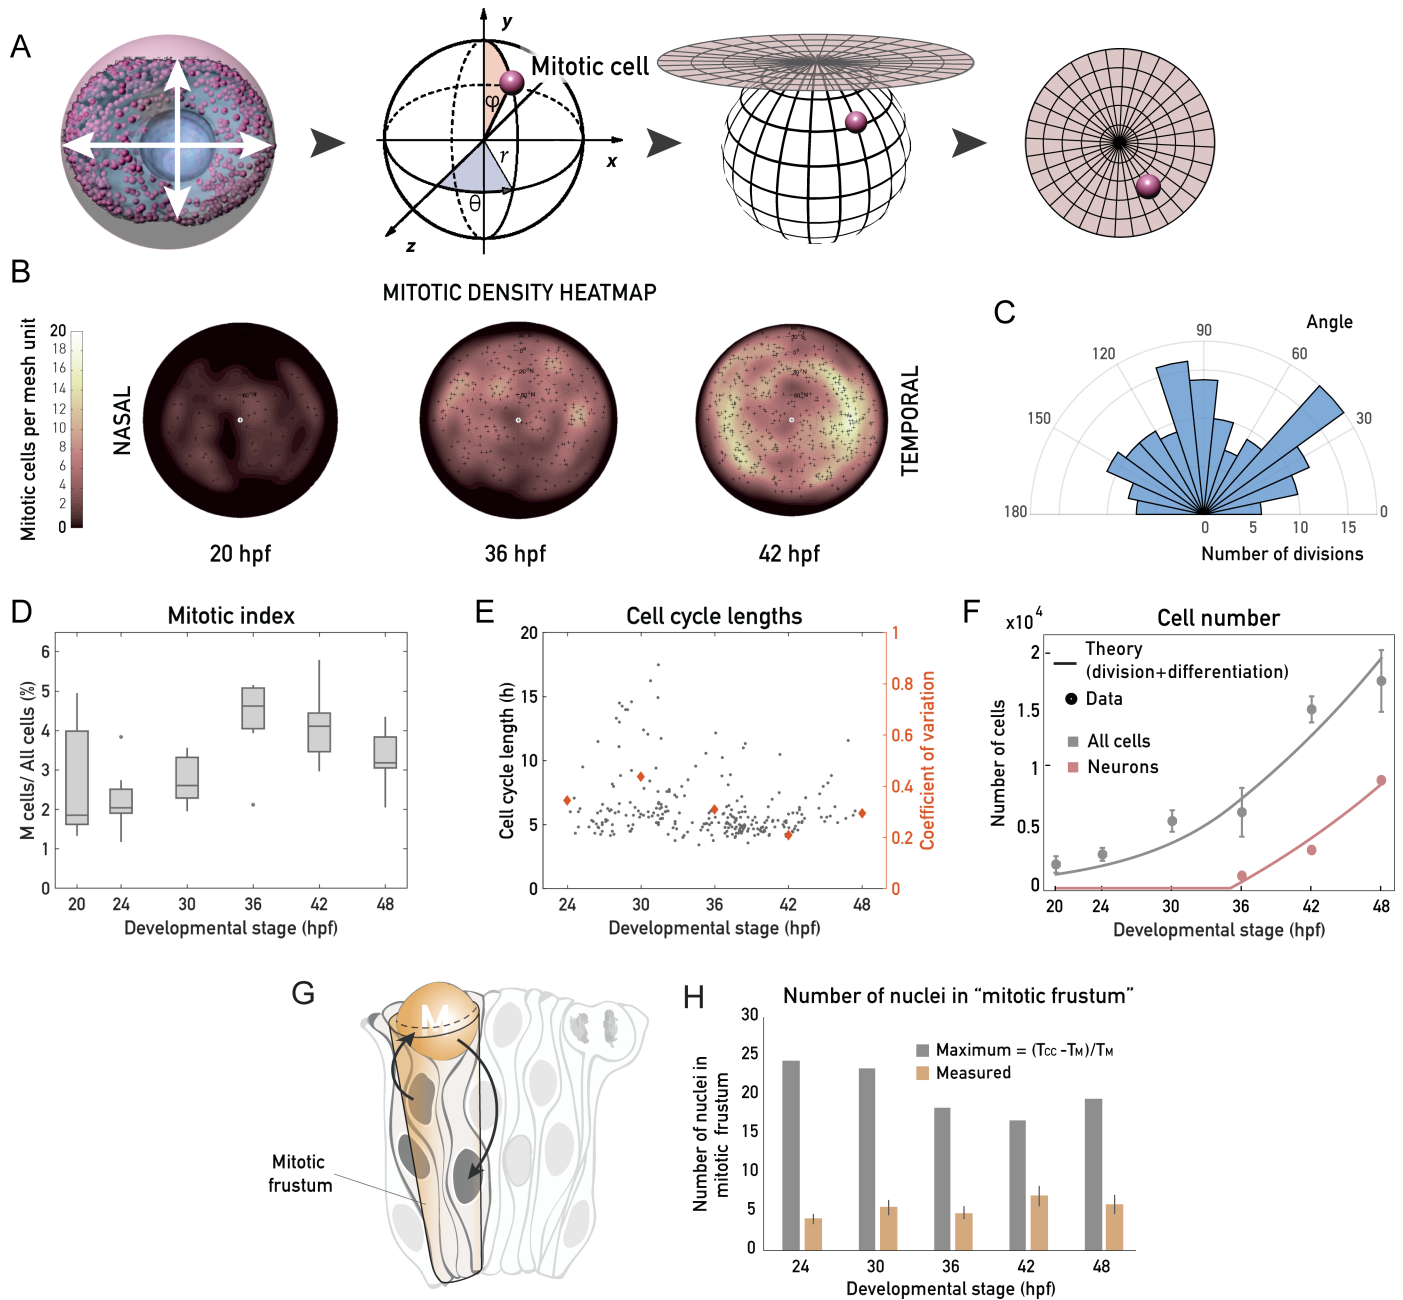 A
y
Mitotic cell
φ
r
x
θ
z
B
MITOTIC DENSITY HEATMAP
Mitotic cells per mesh unit
20
18
16
14
12
10
8
6
4
2
0
NASAL
TEMPORAL
20 hpf
36 hpf
42 hpf
C
Angle
90
120
60
150
30
180
0
0 5 10 15
Number of divisions
D
Mitotic index
M cells/ All cells (%)
6
5
4
3
2
1
0
20 24 30 36 42 48
Developmental stage (hpf)
E
Cell cycle lengths
Cell cycle length (h)
20
15
10
5
0
24 30 36 42 48
Developmental stage (hpf)
1
0.8
0.6
0.4
0.2
0
Coefficient of variation
F
x10⁴
Cell number
Number of cells
2
1.5
1
0.5
0
Theory
(division+differentiation)
Data
All cells
Neurons
20 24 30 36 42 48
Developmental stage (hpf)
G
M
Mitotic
frustum
H
Number of nuclei in “mitotic frustum”
Number of nuclei in
mitotic frustum
30
25
20
15
10
5
0
Maximum = (Tcc -TM)/TM
Measured
24 30 36 42 48
Developmental stage (hpf)